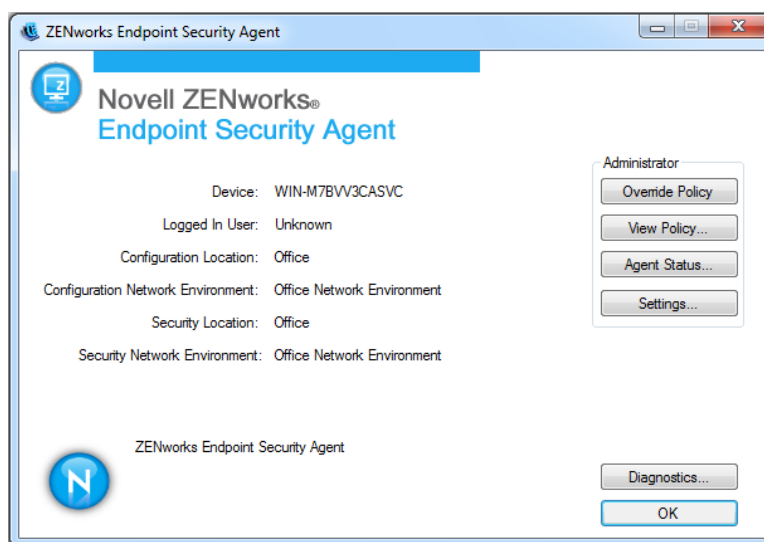 ZENworks Endpoint Security Agent
Z
Novell ZENworks®
Endpoint Security Agent
Device: WIN-M7BVV3CASVC
Logged In User: Unknown
Configuration Location: Office
Configuration Network Environment: Office Network Environment
Security Location: Office
Security Network Environment: Office Network Environment
Administrator
Override Policy
View Policy...
Agent Status...
Settings...
ZENworks Endpoint Security Agent
N
Diagnostics...
OK